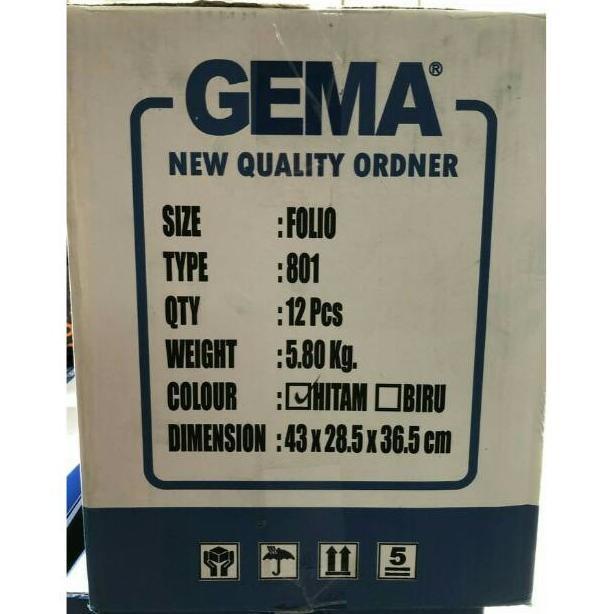 GEMA®
NEW QUALITY ORDNER
SIZE : FOLIO
TYPE : 801
QTY : 12 Pcs
WEIGHT : 5.80 Kg.
COLOUR : ☑HITAM ☐BIRU
DIMENSION : 43 x 28.5 x 36.5 cm
5